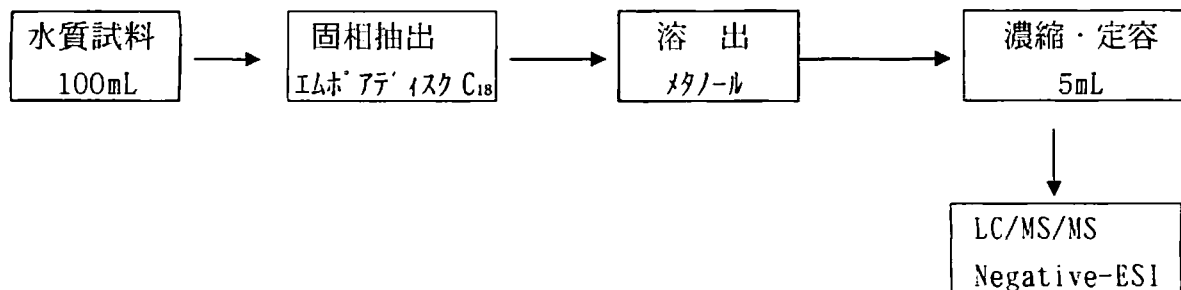 水質試料
100mL
固相抽出
エムポアディスク C₁₈
溶 出
メタノール
濃縮・定容
5mL
LC/MS/MS
Negative-ESI